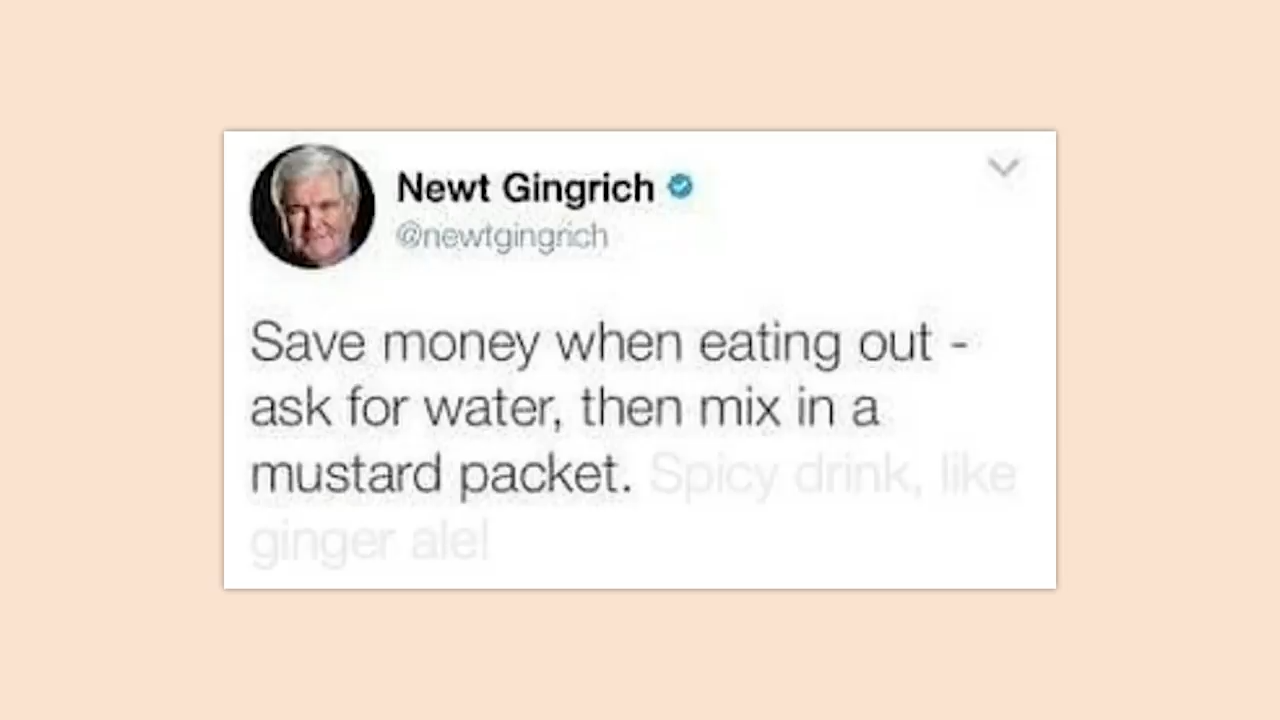 Newt Gingrich
@newtgingrich
Save money when eating out -
ask for water, then mix in a
mustard packet. Spicy drink, like
ginger ale!